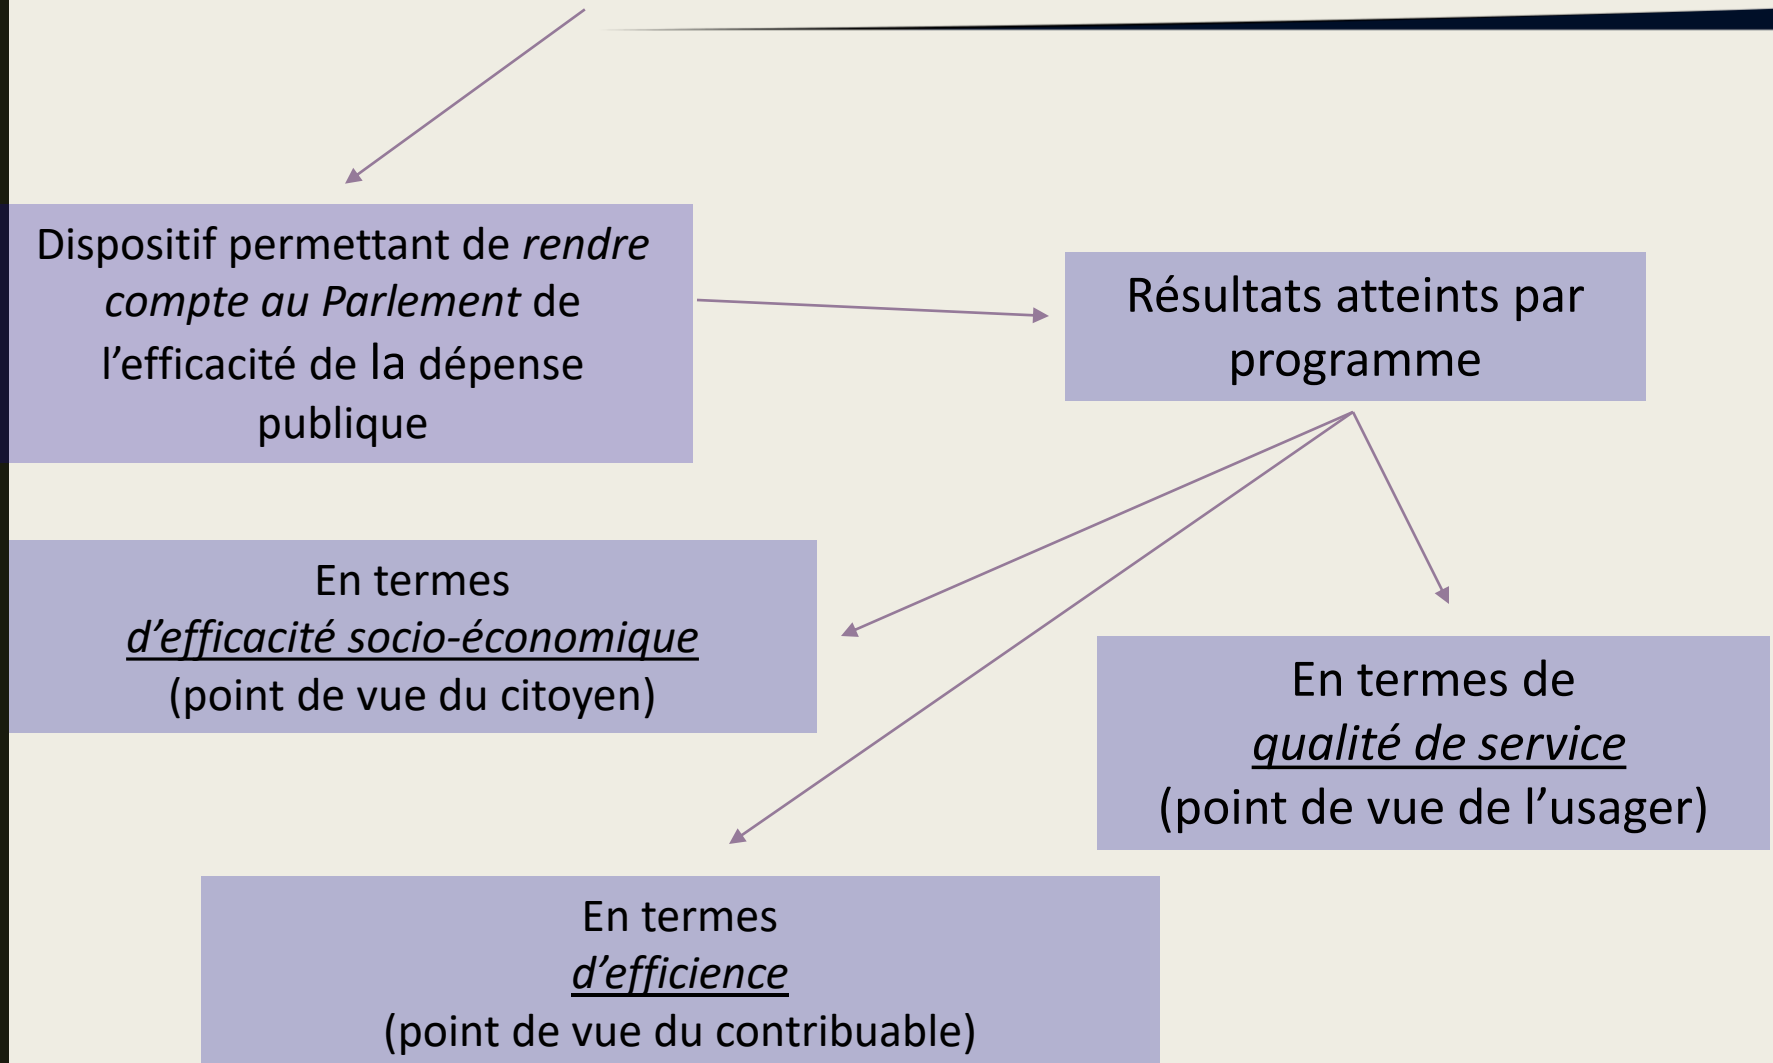 Dispositif permettant de rendre
compte au Parlement de
l’efficacité de la dépense
publique
Résultats atteints par
programme
En termes
d’efficacité socio-économique
(point de vue du citoyen)
En termes de
qualité de service
(point de vue de l’usager)
En termes
d’efficience
(point de vue du contribuable)